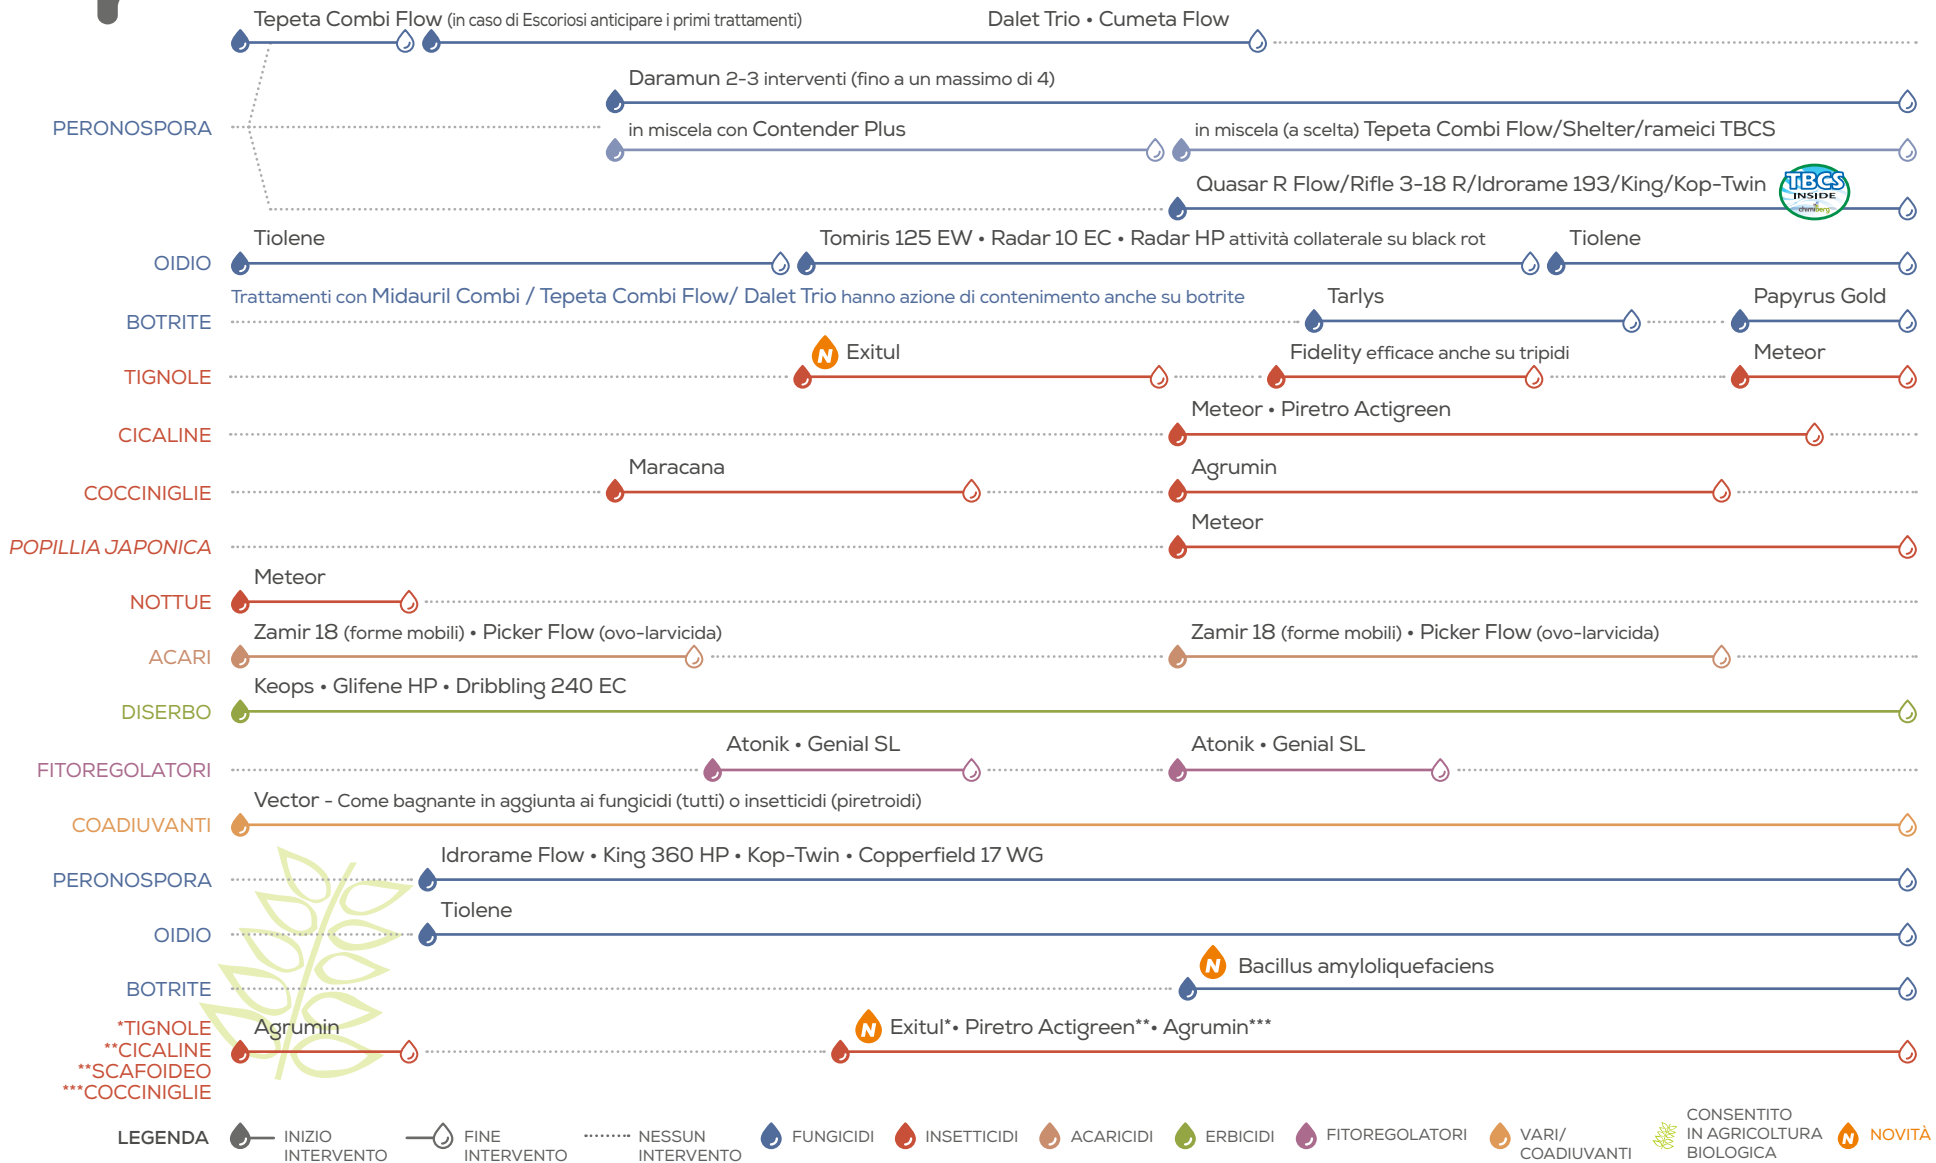 Tepeta Combi Flow (in caso di Escoriosi anticipare i primi trattamenti)
Dalet Trio • Cumeta Flow
Daramun 2-3 interventi (fino a un massimo di 4)
PERONOSPORA
in miscela con Contender Plus
in miscela (a scelta) Tepeta Combi Flow/Shelter/rameici TBCS
Quasar R Flow/Rifle 3-18 R/Idrorame 193/King/Kop-Twin
TBCS
INSIDE
chimiberg
Tiolene
Tomiris 125 EW • Radar 10 EC • Radar HP attività collaterale su black rot
Tiolene
OIDIO
Trattamenti con Midauril Combi / Tepeta Combi Flow/ Dalet Trio hanno azione di contenimento anche su botrite
Tarlys
Papyrus Gold
BOTRITE
N Exitul
Fidelity efficace anche su tripidi
Meteor
TIGNOLE
Meteor • Piretro Actigreen
CICALINE
Maracana
Agrumin
COCCINIGLIE
Meteor
POPILLIA JAPONICA
Meteor
NOTTUE
Zamir 18 (forme mobili) • Picker Flow (ovo-larvicida)
Zamir 18 (forme mobili) • Picker Flow (ovo-larvicida)
ACARI
Keops • Glifene HP • Dribbling 240 EC
DISERBO
Atonik • Genial SL
Atonik • Genial SL
FITOREGOLATORI
Vector - Come bagnante in aggiunta ai fungicidi (tutti) o insetticidi (piretroidi)
COADIUVANTI
Idrorame Flow • King 360 HP • Kop-Twin • Copperfield 17 WG
PERONOSPORA
Tiolene
OIDIO
N Bacillus amyloliquefaciens
BOTRITE
*TIGNOLE
**CICALINE
**SCAFOIDEO
***COCCINIGLIE
Agrumin
N Exitul*• Piretro Actigreen**• Agrumin***
LEGENDA
INIZIO
INTERVENTO
FINE
INTERVENTO
NESSUN
INTERVENTO
FUNGICIDI
INSETTICIDI
ACARICIDI
ERBICIDI
FITOREGOLATORI
VARI/
COADIUVANTI
CONSENTITO
IN AGRICOLTURA
BIOLOGICA
N NOVITÀ